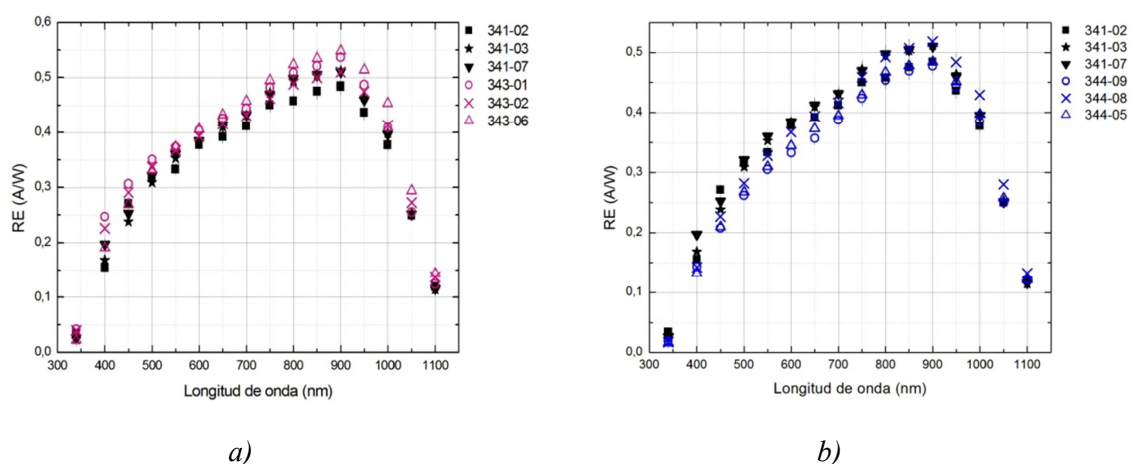 a)
0,6
0,5
0,4
0,3
0,2
0,1
0,0
RE (A/W)
300 400 500 600 700 800 900 1000 1100
Longitud de onda (nm)
341-02
341-03
341-07
343-01
343-02
343-06
a)
b)
0,5
0,4
0,3
0,2
0,1
0,0
RE (A/W)
300 400 500 600 700 800 900 1000 1100
Longitud de onda (nm)
341-02
341-03
341-07
344-09
344-08
344-05
b)